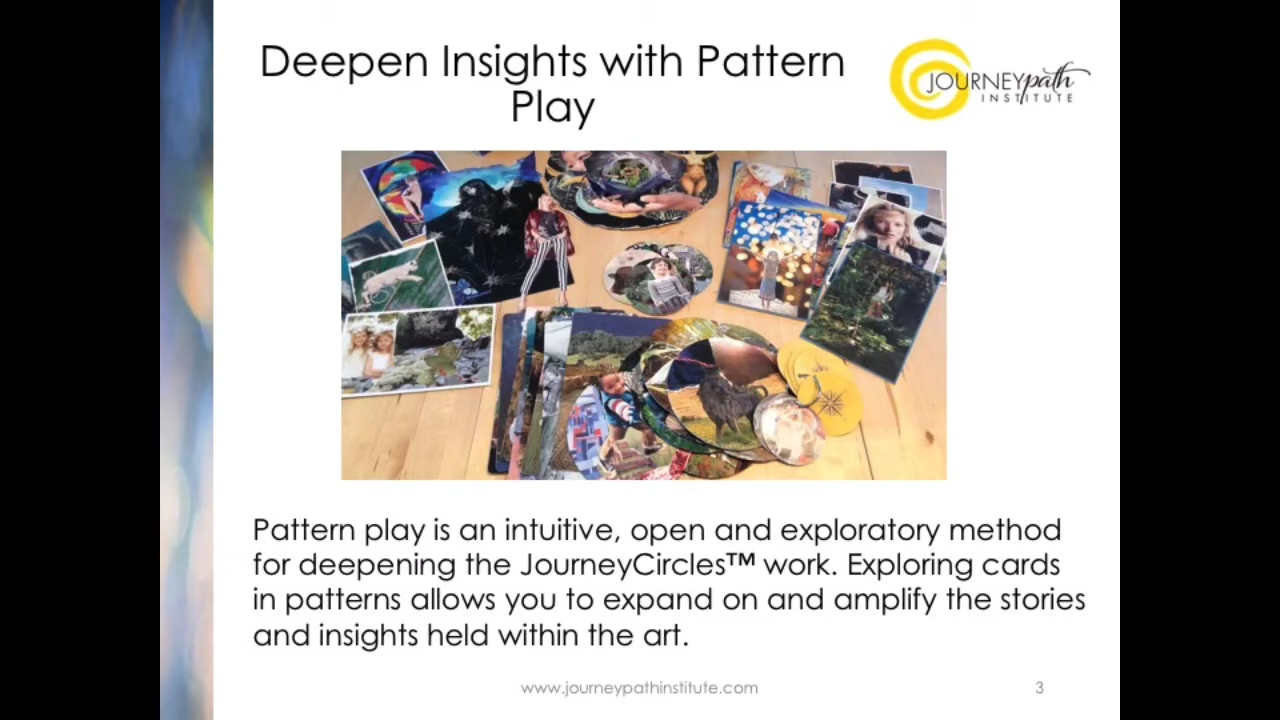 Deepen Insights with Pattern
Play
JOURNEYpath
INSTITUTE
Pattern play is an intuitive, open and exploratory method
for deepening the JourneyCircles™ work. Exploring cards
in patterns allows you to expand on and amplify the stories
and insights held within the art.
www.journeypathinstitute.com
3